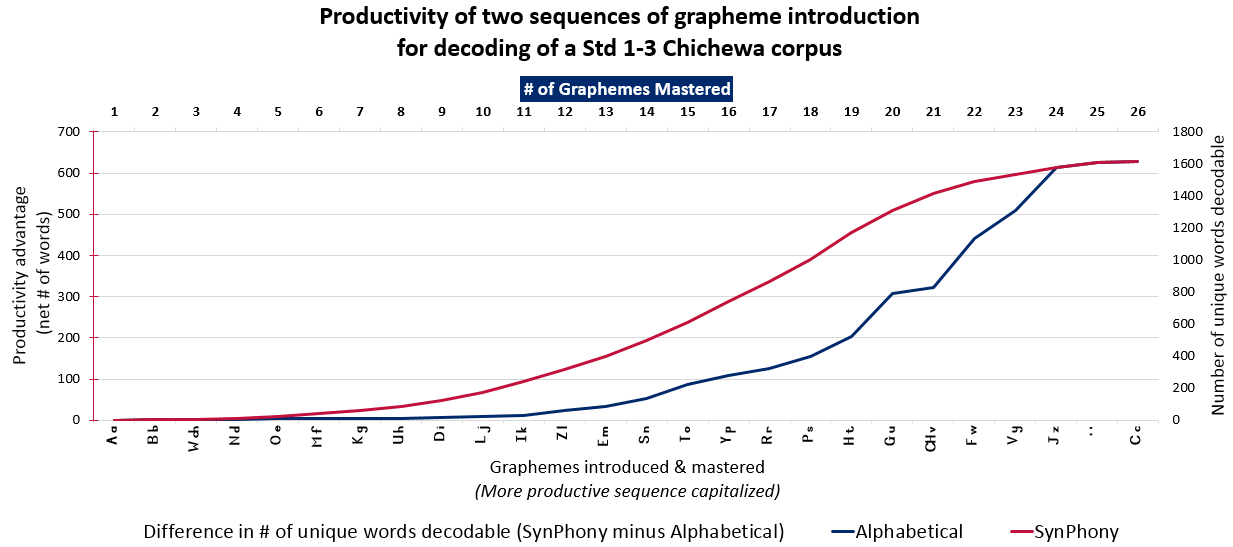 Productivity of two sequences of grapheme introduction
for decoding of a Std 1-3 Chichewa corpus
# of Graphemes Mastered
1 2 3 4 5 6 7 8 9 10 11 12 13 14 15 16 17 18 19 20 21 22 23 24 25 26
700
600
500
400
300
200
100
0
Productivity advantage
(net # of words)
1800
1600
1400
1200
1000
800
600
400
200
0
Number of unique words decodable
Aa Bb Wch Nd Oe Mf Kg Uh Di Lj Ik Zl Em Sn To Yp Rr Ps Ht Gu CHv Fw Vy Jz '' Cc
Graphemes introduced & mastered
(More productive sequence capitalized)
Difference in # of unique words decodable (SynPhony minus Alphabetical) Alphabetical SynPhony